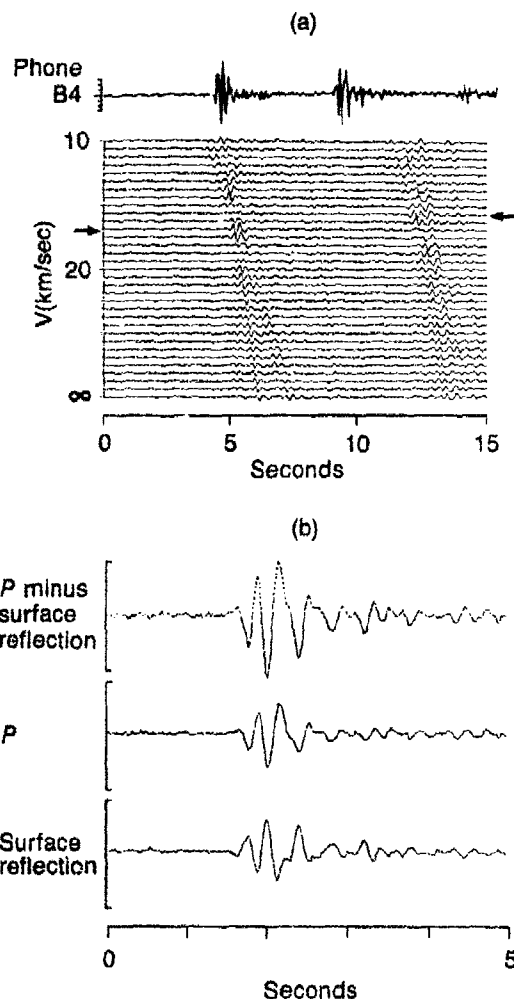 (a)
Phone
B4
10
V(km/sec)
20
∞
0 5 10 15
Seconds
(b)
P minus
surface
reflection
P
Surface
reflection
0 5
Seconds